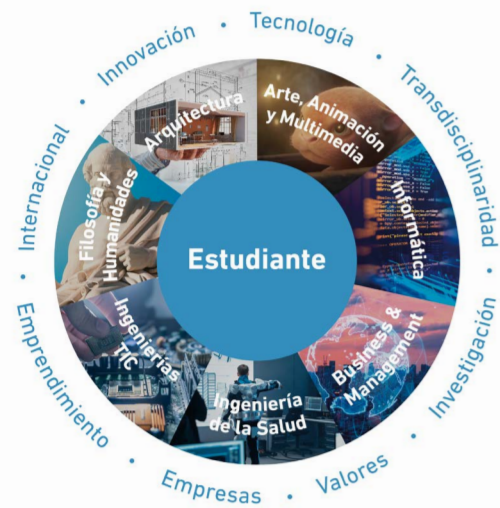 Innovación · Tecnología · Transdisciplinaridad · Investigación · Valores · Empresas · Emprendimiento · Internacional ·
Arquitectura
Arte, Animación
y Multimedia
Informática
Business &
Management
Ingeniería
de la Salud
Ingenierías
TIC
Filosofía y
Humanidades
Estudiante